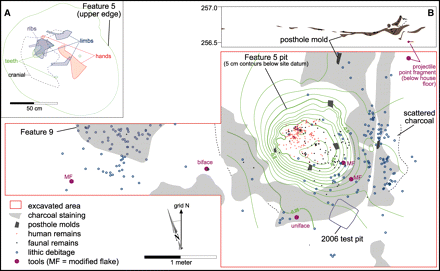 A
Feature 5
(upper edge)
ribs
limbs
teeth
hands
cranial
50 cm
B
257.0
256.5
posthole mold
projectile
point fragment
(below house
floor)
Feature 5 pit
(5 cm contours below site datum)
scattered
charcoal
Feature 9
MF
biface
MF
MF
uniface
2006 test pit
excavated area
charcoal staining
posthole molds
human remains
faunal remains
lithic debitage
tools (MF = modified flake)
grid N
1 meter